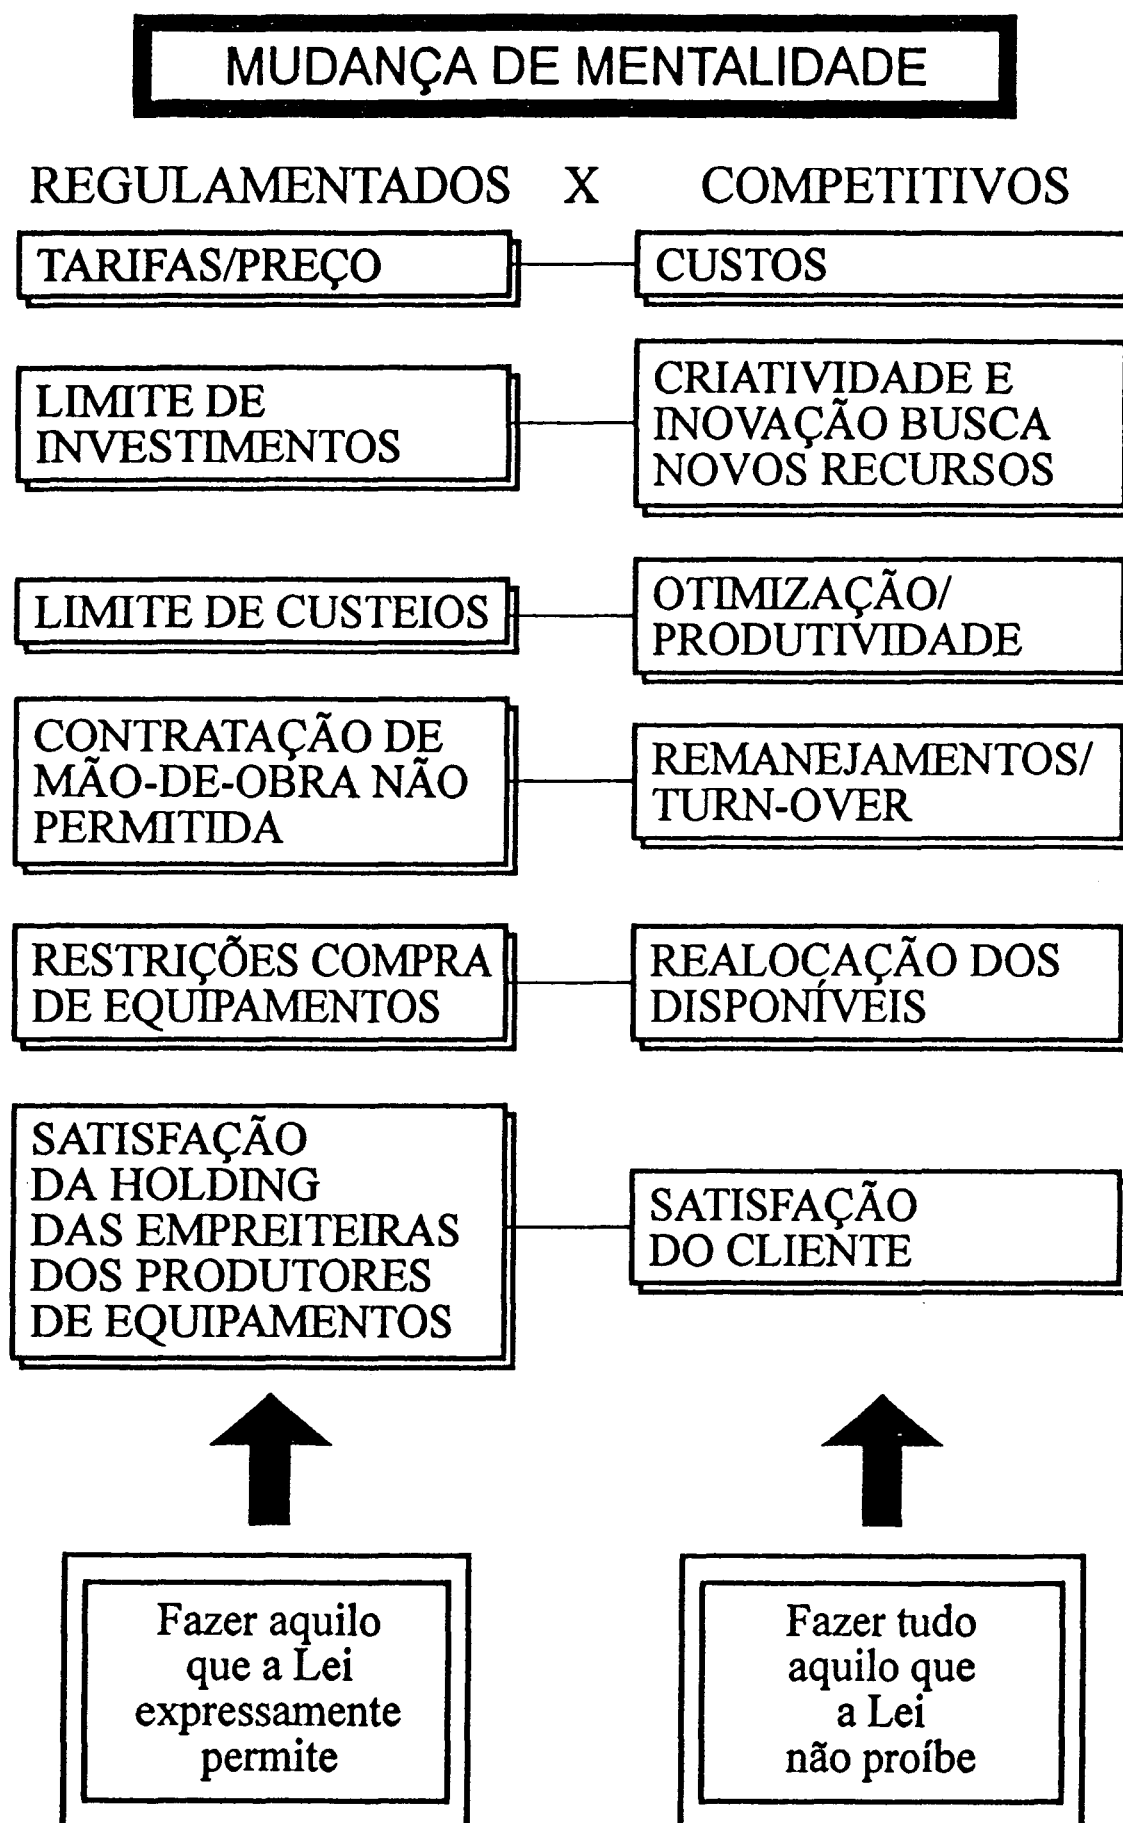 MUDANÇA DE MENTALIDADE
REGULAMENTADOS X COMPETITIVOS
TARIFAS/PREÇO
CUSTOS
LIMITE DE
INVESTIMENTOS
CRIATIVIDADE E
INOVAÇÃO BUSCA
NOVOS RECURSOS
LIMITE DE CUSTEIOS
OTIMIZAÇÃO/
PRODUTIVIDADE
CONTRATAÇÃO DE
MÃO-DE-OBRA NÃO
PERMITIDA
REMANEJAMENTOS/
TURN-OVER
RESTRIÇÕES COMPRA
DE EQUIPAMENTOS
REALOCAÇÃO DOS
DISPONÍVEIS
SATISFAÇÃO
DA HOLDING
DAS EMPREITEIRAS
DOS PRODUTORES
DE EQUIPAMENTOS
SATISFAÇÃO
DO CLIENTE
Fazer aquilo
que a Lei
expressamente
permite
Fazer tudo
aquilo que
a Lei
não proíbe